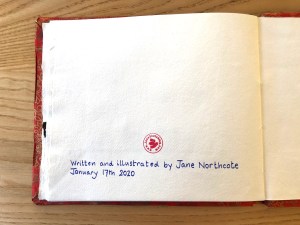 Written and illustrated by Jane Northcote
January 17th 2020